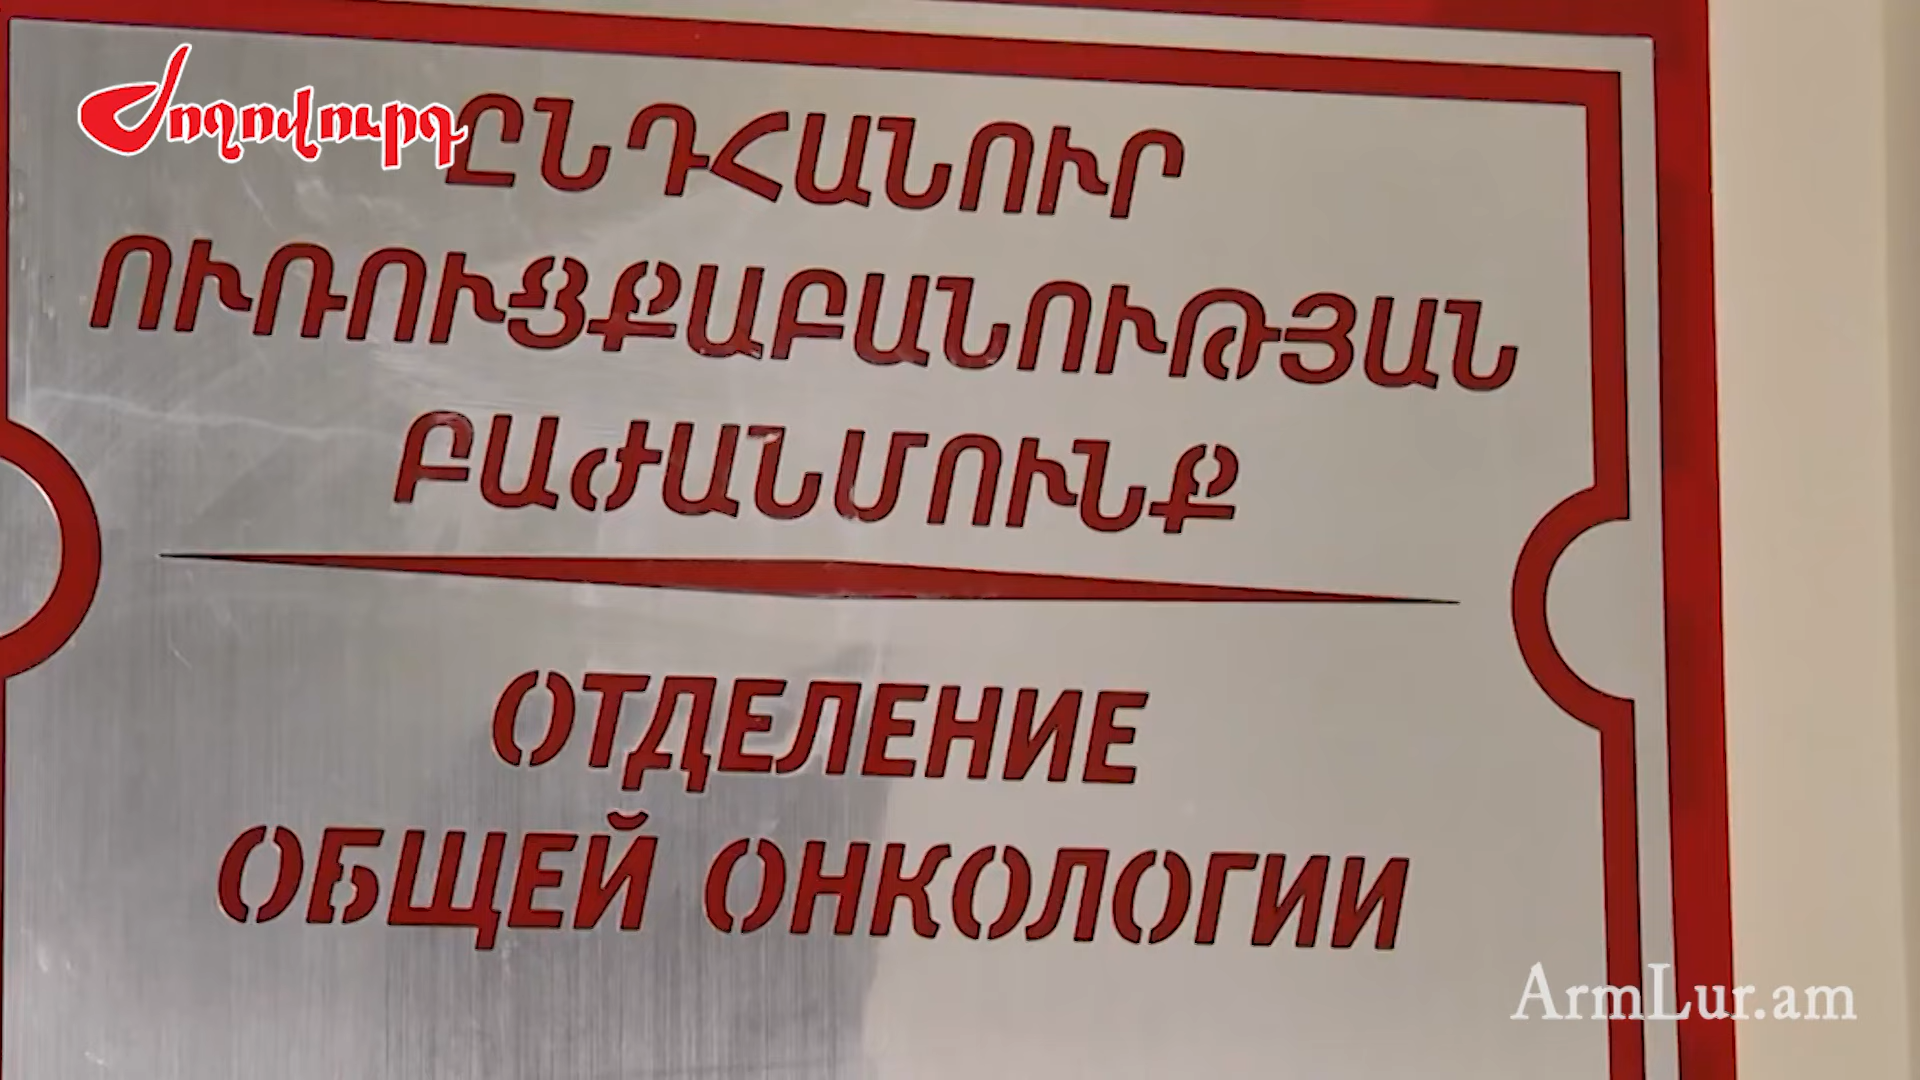 Ժողովուրդ
ԸՆԴՀԱՆՈՒՐ
ՈՒՌՈՒՑՔԱԲԱՆՈՒԹՅԱՆ
ԲԱԺԱՆՄՈՒՆՔ
ОТДЕЛЕНИЕ
ОБЩЕЙ ОНКОЛОГИИ
ArmLur.am